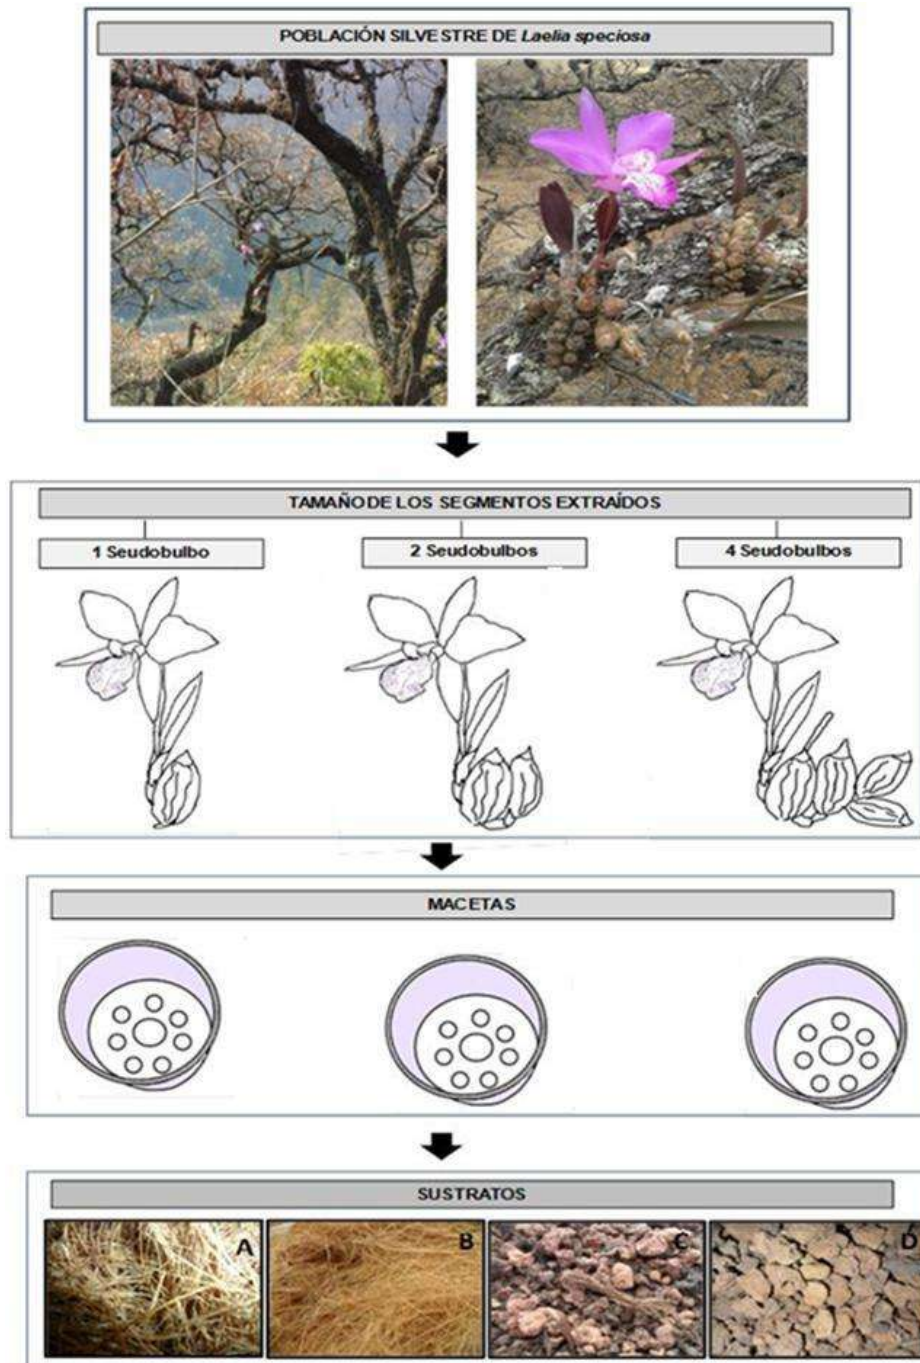 POBLACIÓN SILVESTRE DE Laelia speciosa
TAMAÑO DE LOS SEGMENTOS EXTRAÍDOS
1 Seudobulbo
2 Seudobulbos
4 Seudobulbos
MACETAS
SUSTRATOS
A
B
C
D